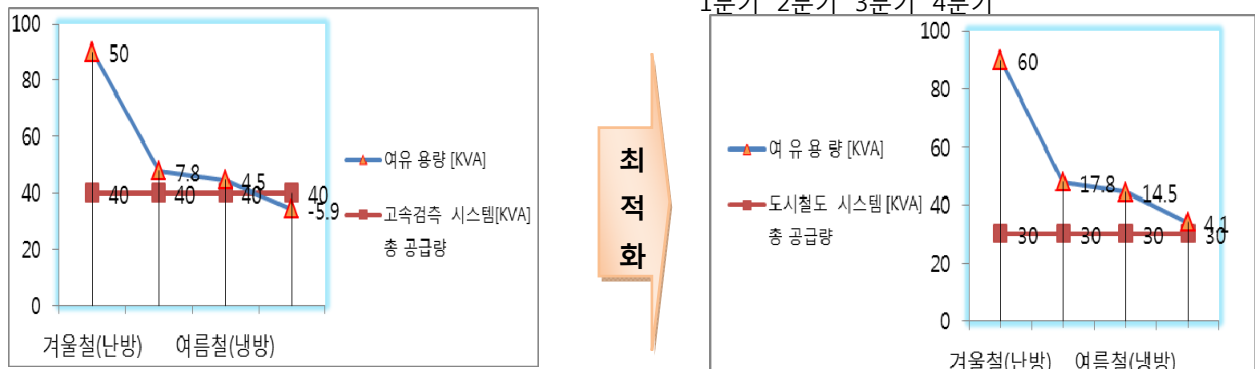 1분기 2분기 3분기 4분기
100
80
60
40
20
0
50
7.8
4.5
-5.9
40
40
40
40
겨울철(난방) 여름철(냉방)
여유 용량 [KVA]
고속검측 시스템[KVA]
총 공급량
최
적
화
여 유 용 량 [KVA]
도시철도 시스템[KVA]
총 공급량
100
80
60
40
20
0
60
17.8
14.5
4.1
30
30
30
30
겨울철(난방) 여름철(냉방)